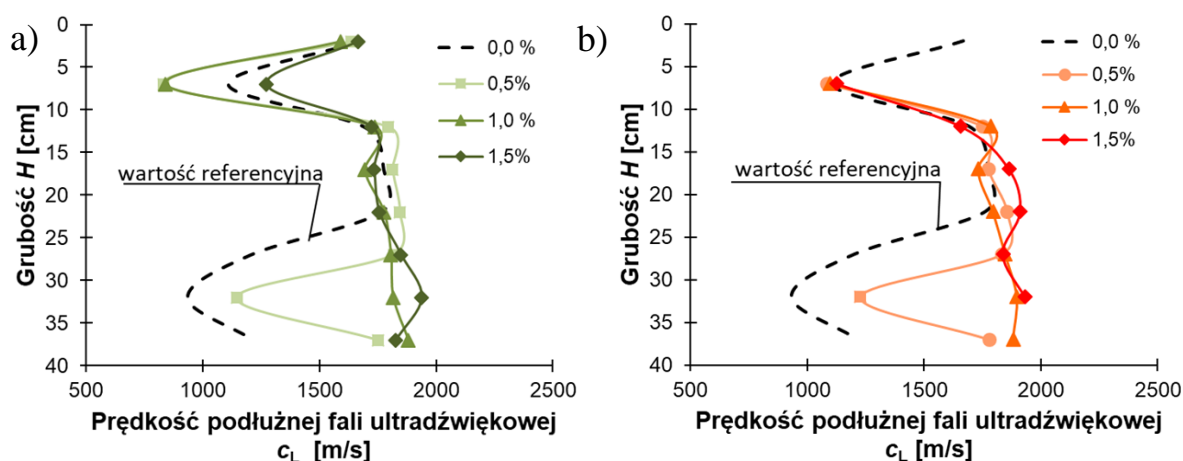 a)
0
5
10
15
20
25
30
35
40
Grubość H [cm]
500 1000 1500 2000 2500
Prędkość podłużnej fali ultradźwiękowej
cL [m/s]
0,0 %
0,5%
1,0 %
1,5%
wartość referencyjna
b)
0
5
10
15
20
25
30
35
40
Grubość H [cm]
500 1000 1500 2000 2500
Prędkość podłużnej fali ultradźwiękowej
cL [m/s]
0,0 %
0,5%
1,0 %
1,5%
wartość referencyjna